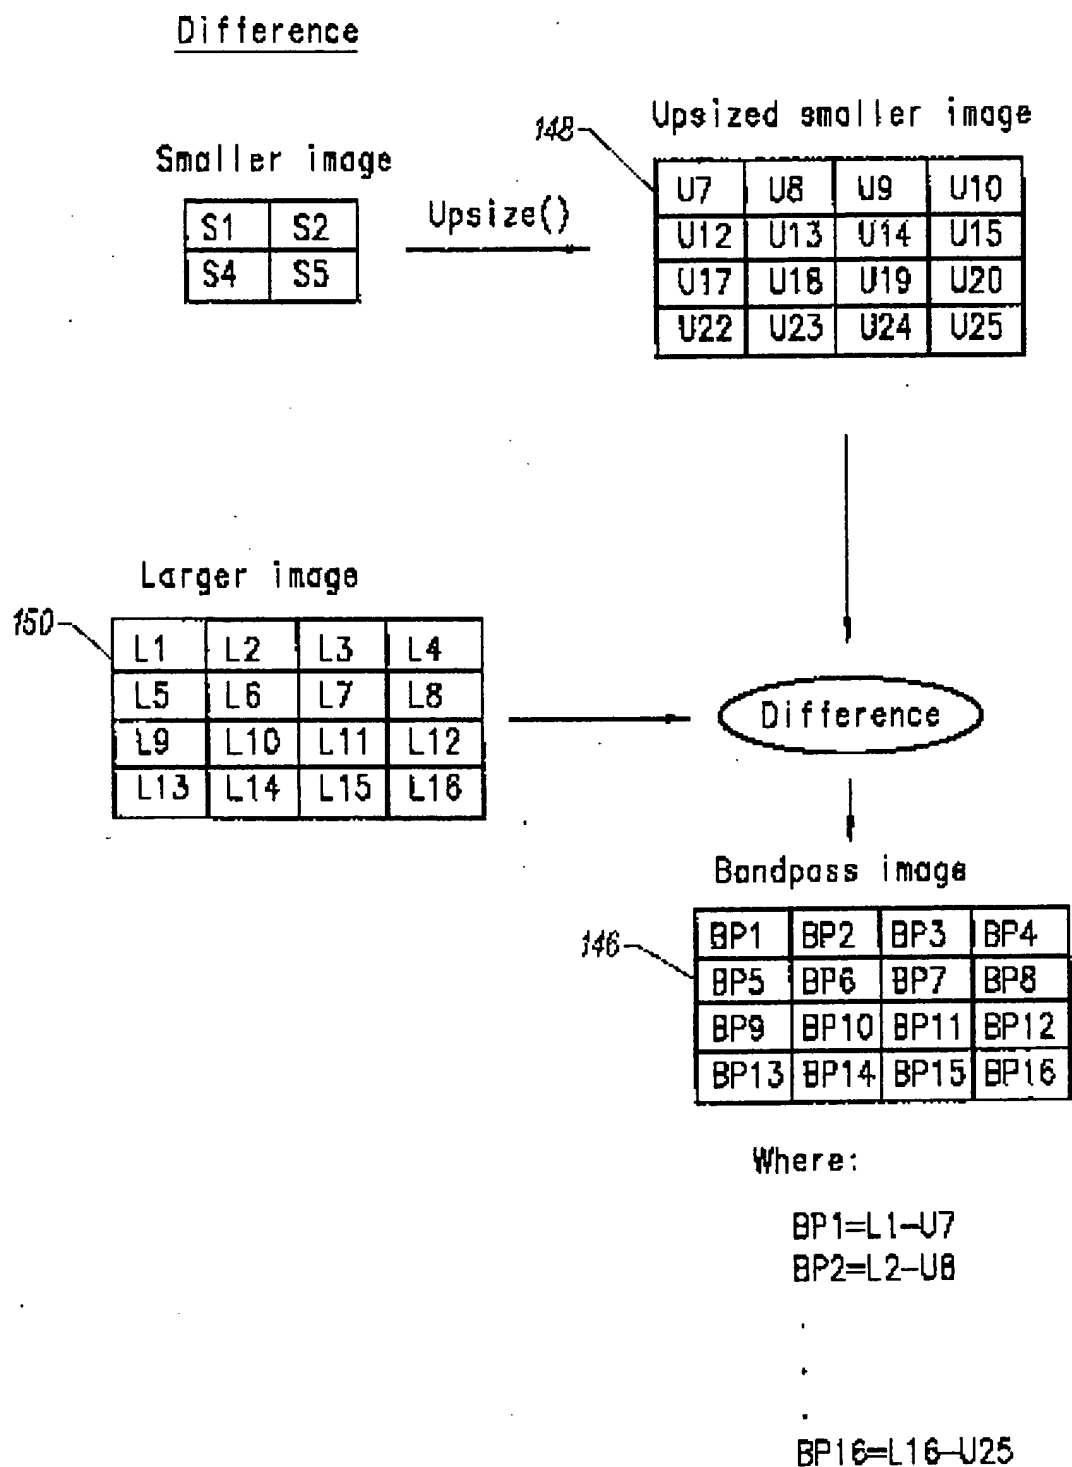 Difference
Smaller image
S1 S2
S4 S5
Upsize()
148
Upsized smaller image
U7 U8 U9 U10
U12 U13 U14 U15
U17 U18 U19 U20
U22 U23 U24 U25
Larger image
150
L1 L2 L3 L4
L5 L6 L7 L8
L9 L10 L11 L12
L13 L14 L15 L16
Difference
Bandpass image
146
BP1 BP2 BP3 BP4
BP5 BP6 BP7 BP8
BP9 BP10 BP11 BP12
BP13 BP14 BP15 BP16
Where:
BP1=L1-U7
BP2=L2-U8
.
.
.
BP16=L16-U25